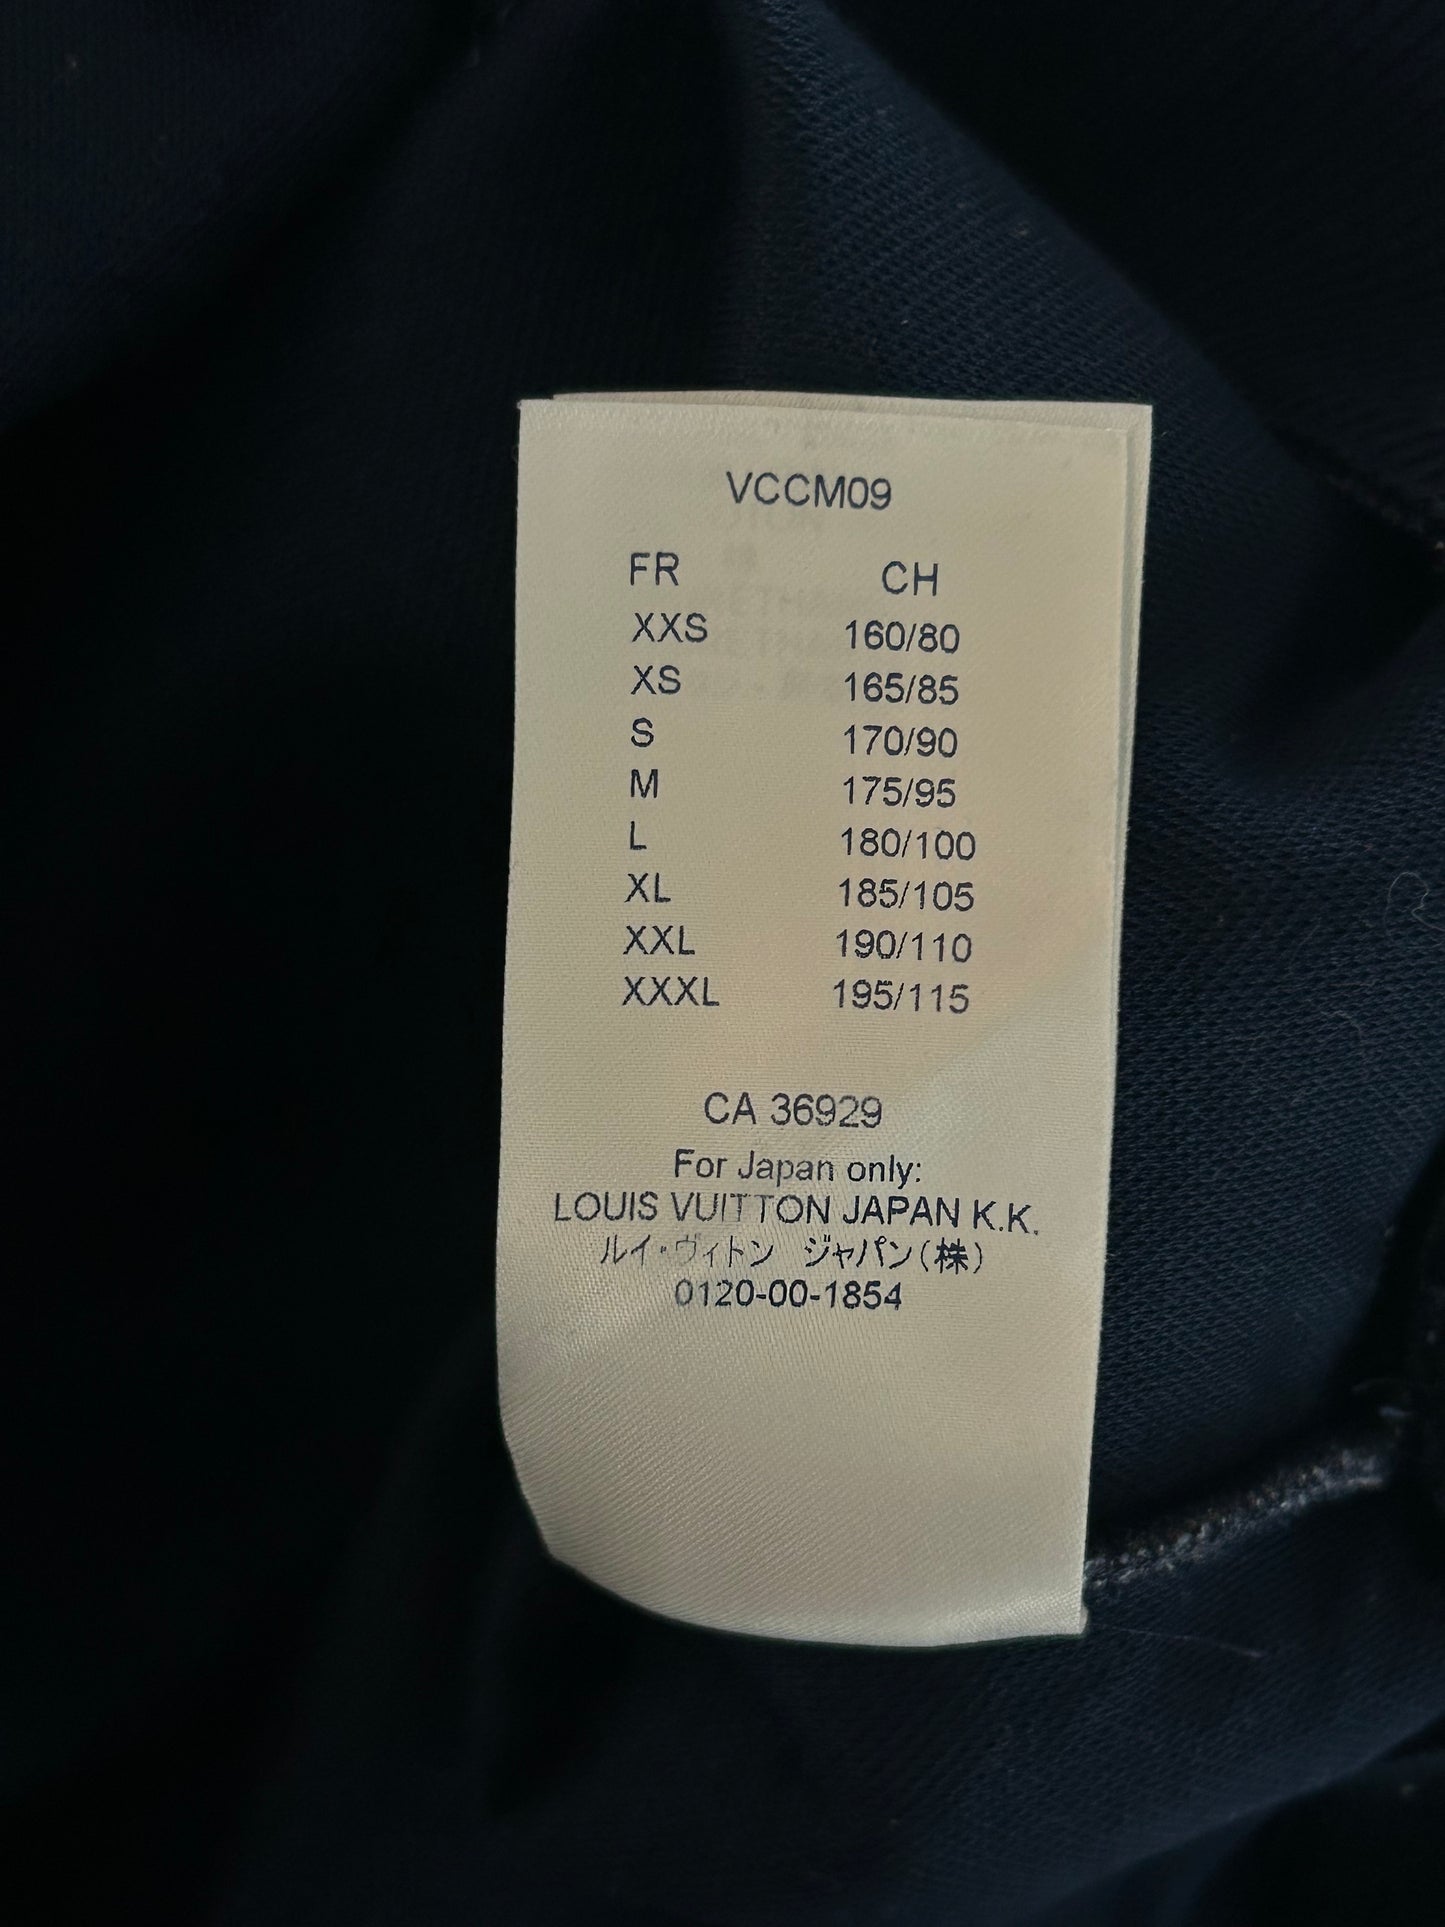 VCCM09
FR CH
XXS 160/80
XS 165/85
S 170/90
M 175/95
L 180/100
XL 185/105
XXL 190/110
XXXL 195/115
CA 36929
For Japan only:
LOUIS VUITTON JAPAN K.K.
ルイ・ヴィトン ジャパン(株)
0120-00-1854